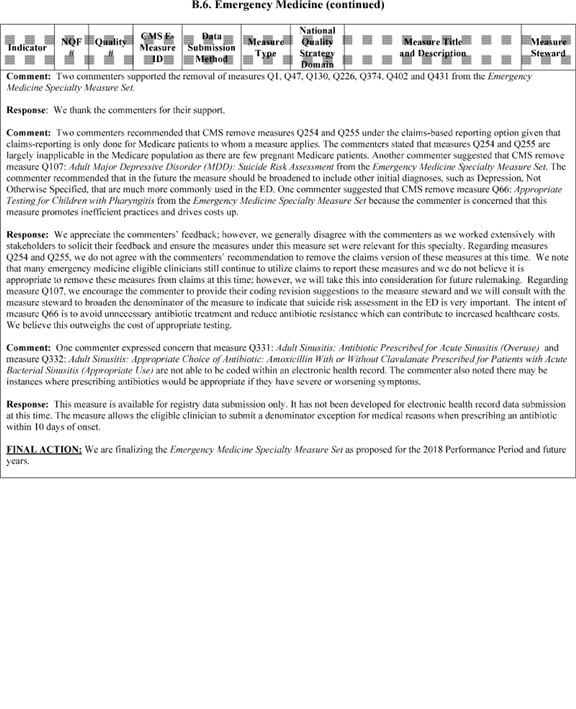 B.6. Emergency Medicine (continued)
Indicator NQF # Quality # CMS E-Measure ID Data Submission Method Measure Type National Quality Strategy Domain Measure Title and Description Measure Steward
Comment: Two commenters supported the removal of measures Q1, Q47, Q130, Q226, Q374, Q402 and Q431 from the Emergency
Medicine Specialty Measure Set.
Response: We thank the commenters for their support.
Comment: Two commenters recommended that CMS remove measures Q254 and Q255 under the claims-based reporting option given that
claims-reporting is only done for Medicare patients to whom a measure applies. The commenters stated that measures Q254 and Q255 are
largely inapplicable in the Medicare population as there are few pregnant Medicare patients. Another commenter suggested that CMS remove
measure Q107: Adult Major Depressive Disorder (MDD): Suicide Risk Assessment from the Emergency Medicine Specialty Measure Set. The
commenter recommended that in the future the measure should be broadened to include other initial diagnoses, such as Depression, Not
Otherwise Specified, that are much more commonly used in the ED. One commenter suggested that CMS remove measure Q66: Appropriate
Testing for Children with Pharyngitis from the Emergency Medicine Specialty Measure Set because the commenter is concerned that this
measure promotes inefficient practices and drives costs up.
Response: We appreciate the commenters' feedback; however, we generally disagree with the commenters as we worked extensively with
stakeholders to solicit their feedback and ensure the measures under this measure set were relevant for this specialty. Regarding measures
Q254 and Q255, we do not agree with the commenters' recommendation to remove the claims version of these measures at this time. We note
that many emergency medicine eligible clinicians still continue to utilize claims to report these measures and we do not believe it is
appropriate to remove these measures from claims at this time; however, we will take this into consideration for future rulemaking. Regarding
measure Q107, we encourage the commenter to provide their coding revision suggestions to the measure steward and we will consult with the
measure steward to broaden the denominator of the measure to indicate that suicide risk assessment in the ED is very important. The intent of
measure Q66 is to avoid unnecessary antibiotic treatment and reduce antibiotic resistance which can contribute to increased healthcare costs.
We believe this outweighs the cost of appropriate testing.
Comment: One commenter expressed concern that measure Q331: Adult Sinusitis: Antibiotic Prescribed for Acute Sinusitis (Overuse) and
measure Q332: Adult Sinusitis: Appropriate Choice of Antibiotic: Amoxicillin With or Without Clavulanate Prescribed for Patients with Acute
Bacterial Sinusitis (Appropriate Use) are not able to be coded within an electronic health record. The commenter also noted there may be
instances where prescribing antibiotics would be appropriate if they have severe or worsening symptoms.
Response: This measure is available for registry data submission only. It has not been developed for electronic health record data submission
at this time. The measure allows the eligible clinician to submit a denominator exception for medical reasons when prescribing an antibiotic
within 10 days of onset.
FINAL ACTION: We are finalizing the Emergency Medicine Specialty Measure Set as proposed for the 2018 Performance Period and future
years.